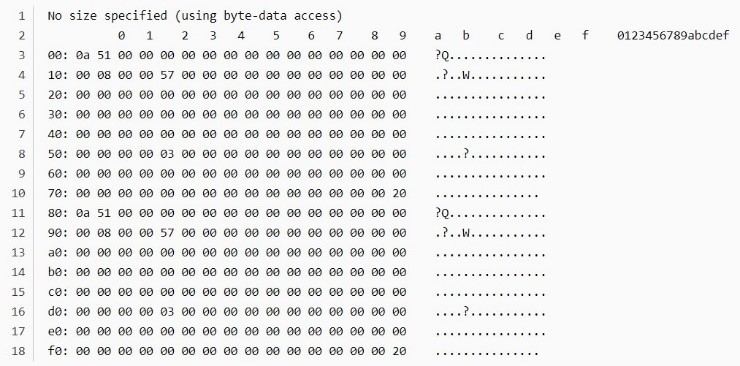 1 No size specified (using byte-data access)
2 0 1 2 3 4 5 6 7 8 9 a b c d e f 0123456789abcdef
3 00: 0a 51 00 00 00 00 00 00 00 00 00 00 00 00 00 00 ?Q..............
4 10: 00 08 00 00 57 00 00 00 00 00 00 00 00 00 00 00 .?..W...........
5 20: 00 00 00 00 00 00 00 00 00 00 00 00 00 00 00 00 ................
6 30: 00 00 00 00 00 00 00 00 00 00 00 00 00 00 00 00 ................
7 40: 00 00 00 00 00 00 00 00 00 00 00 00 00 00 00 00 ................
8 50: 00 00 00 00 03 00 00 00 00 00 00 00 00 00 00 00 ....?...........
9 60: 00 00 00 00 00 00 00 00 00 00 00 00 00 00 00 00 ................
10 70: 00 00 00 00 00 00 00 00 00 00 00 00 00 00 00 20 ...............
11 80: 0a 51 00 00 00 00 00 00 00 00 00 00 00 00 00 00 ?Q..............
12 90: 00 08 00 00 57 00 00 00 00 00 00 00 00 00 00 00 .?..W...........
13 a0: 00 00 00 00 00 00 00 00 00 00 00 00 00 00 00 00 ................
14 b0: 00 00 00 00 00 00 00 00 00 00 00 00 00 00 00 00 ................
15 c0: 00 00 00 00 00 00 00 00 00 00 00 00 00 00 00 00 ................
16 d0: 00 00 00 00 03 00 00 00 00 00 00 00 00 00 00 00 ....?...........
17 e0: 00 00 00 00 00 00 00 00 00 00 00 00 00 00 00 00 ................
18 f0: 00 00 00 00 00 00 00 00 00 00 00 00 00 00 00 20 ...............